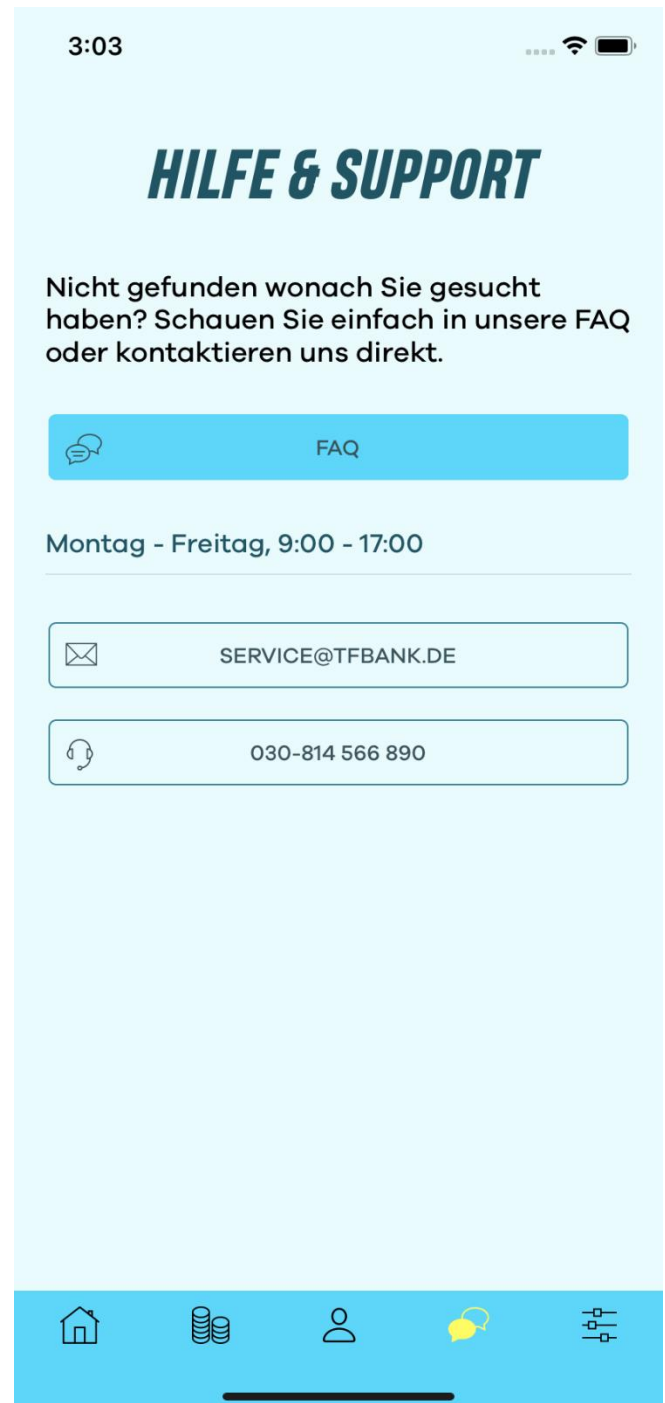 3:03
HILFE & SUPPORT
Nicht gefunden wonach Sie gesucht
haben? Schauen Sie einfach in unsere FAQ
oder kontaktieren uns direkt.
FAQ
Montag - Freitag, 9:00 - 17:00
SERVICE@TFBANK.DE
030-814 566 890